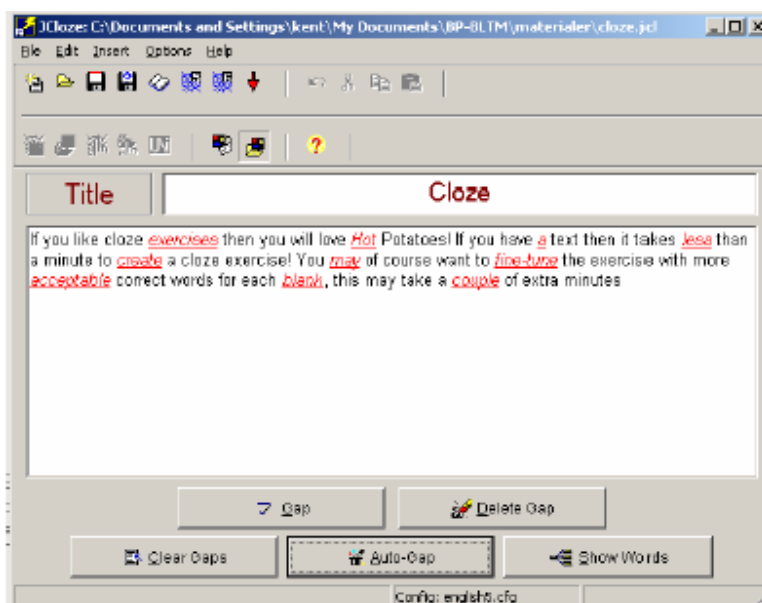 JCloze: C:\Documents and Settings\kent\My Documents\BP-BLTM\materialer\cloze.jcl
File Edit Insert Options Help
Title Cloze
If you like cloze exercises then you will love Hot Potatoes! If you have a text then it takes less than
a minute to create a cloze exercise! You may of course want to fine-tune the exercise with more
acceptable correct words for each blank, this may take a couple of extra minutes
Gap Delete Gap
Clear Gaps Auto-Gap Show Words
Config: english5.cfg